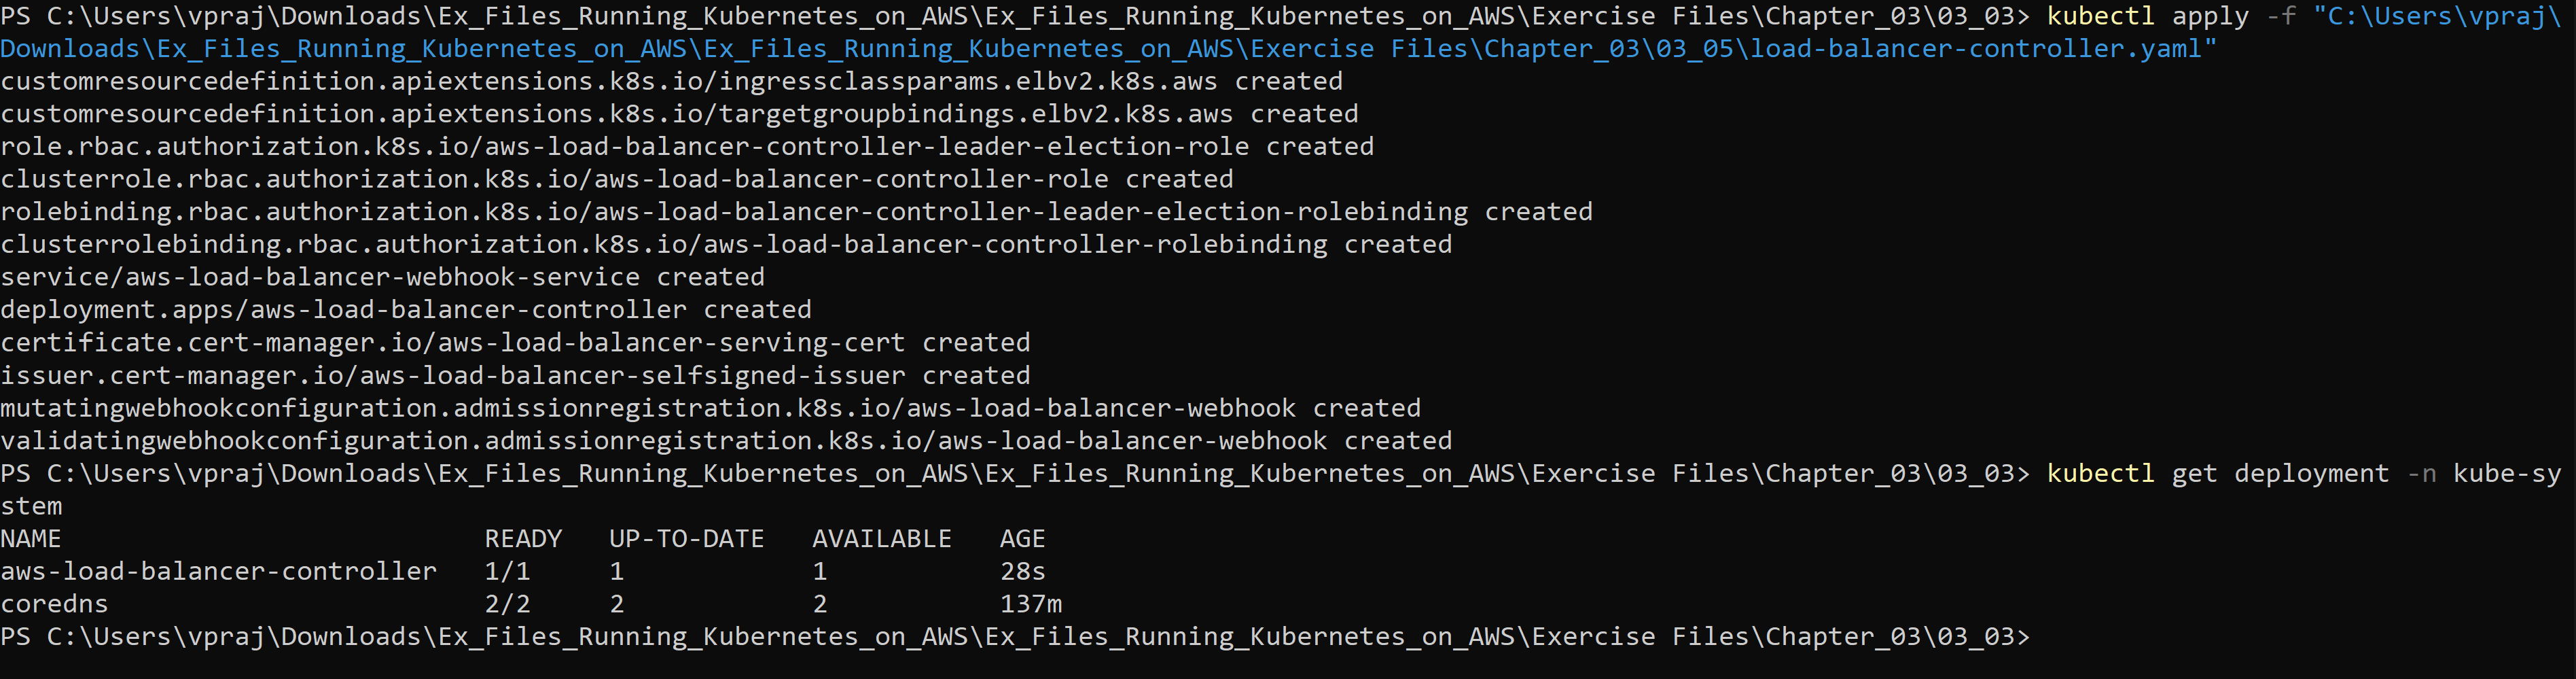 PS C:\Users\vpraj\Downloads\Ex_Files_Running_Kubernetes_on_AWS\Ex_Files_Running_Kubernetes_on_AWS\Exercise Files\Chapter_03\03_03> kubectl apply -f "C:\Users\vpraj\
Downloads\Ex_Files_Running_Kubernetes_on_AWS\Ex_Files_Running_Kubernetes_on_AWS\Exercise Files\Chapter_03\03_05\load-balancer-controller.yaml"
customresourcedefinition.apiextensions.k8s.io/ingressclassparams.elbv2.k8s.aws created
customresourcedefinition.apiextensions.k8s.io/targetgroupbindings.elbv2.k8s.aws created
role.rbac.authorization.k8s.io/aws-load-balancer-controller-leader-election-role created
clusterrole.rbac.authorization.k8s.io/aws-load-balancer-controller-role created
rolebinding.rbac.authorization.k8s.io/aws-load-balancer-controller-leader-election-rolebinding created
clusterrolebinding.rbac.authorization.k8s.io/aws-load-balancer-controller-rolebinding created
service/aws-load-balancer-webhook-service created
deployment.apps/aws-load-balancer-controller created
certificate.cert-manager.io/aws-load-balancer-serving-cert created
issuer.cert-manager.io/aws-load-balancer-selfsigned-issuer created
mutatingwebhookconfiguration.admissionregistration.k8s.io/aws-load-balancer-webhook created
validatingwebhookconfiguration.admissionregistration.k8s.io/aws-load-balancer-webhook created
PS C:\Users\vpraj\Downloads\Ex_Files_Running_Kubernetes_on_AWS\Ex_Files_Running_Kubernetes_on_AWS\Exercise Files\Chapter_03\03_03> kubectl get deployment -n kube-sy
stem
NAME                           READY   UP-TO-DATE   AVAILABLE   AGE
aws-load-balancer-controller   1/1     1            1           28s
coredns                        2/2     2            2           137m
PS C:\Users\vpraj\Downloads\Ex_Files_Running_Kubernetes_on_AWS\Ex_Files_Running_Kubernetes_on_AWS\Exercise Files\Chapter_03\03_03>